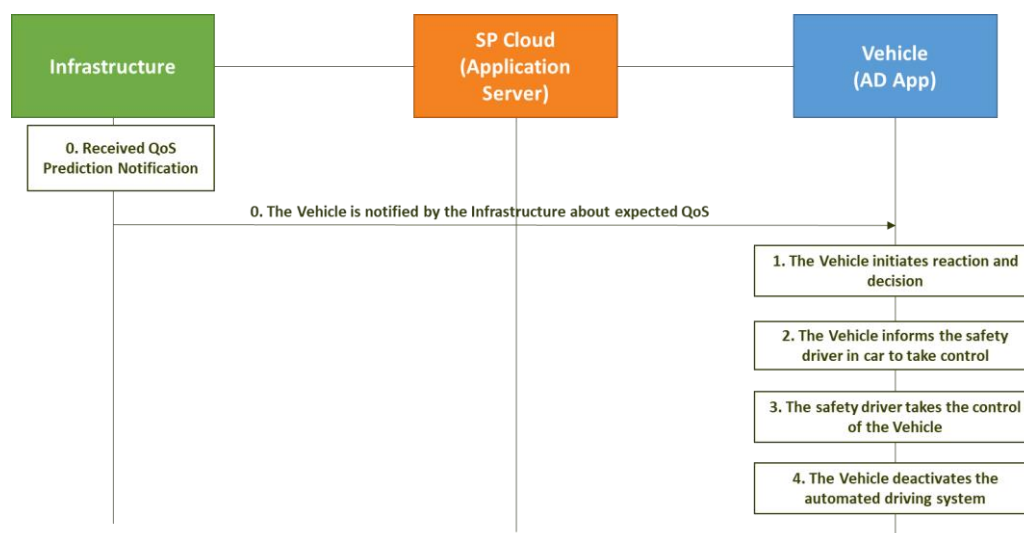 Infrastructure
SP Cloud
(Application
Server)
Vehicle
(AD App)
0. Received QoS
Prediction Notification
0. The Vehicle is notified by the Infrastructure about expected QoS
1. The Vehicle initiates reaction and
decision
2. The Vehicle informs the safety
driver in car to take control
3. The safety driver takes the control
of the Vehicle
4. The Vehicle deactivates the
automated driving system